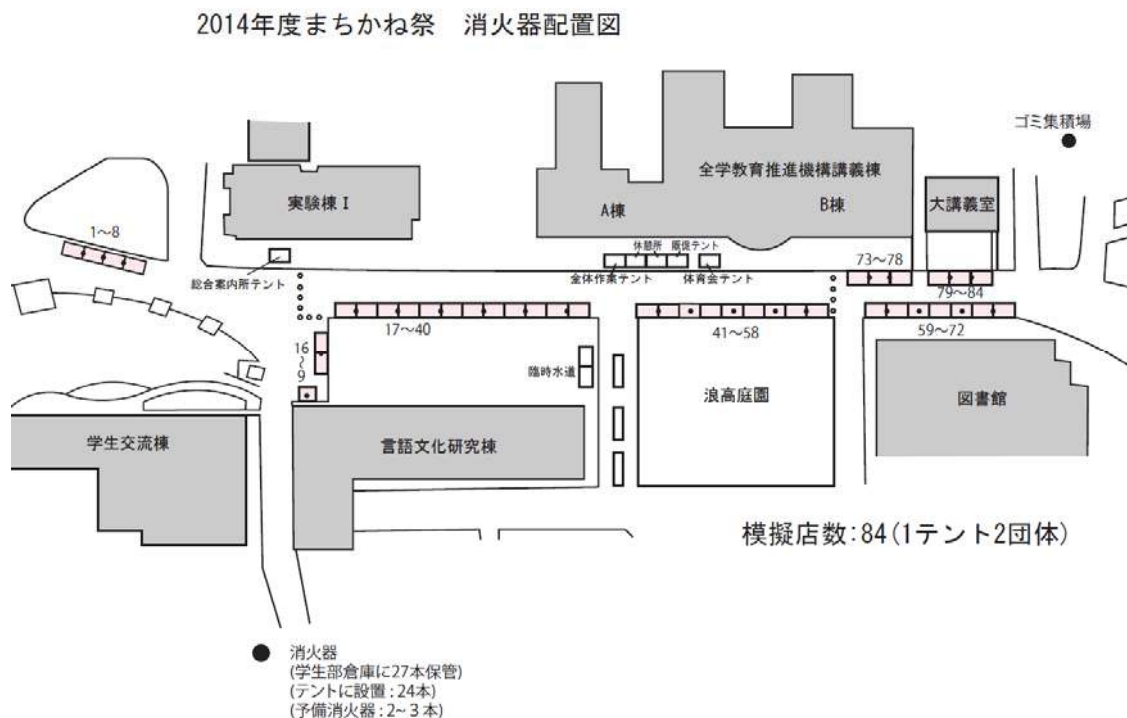 2014年度まちかね祭　消火器配置図
ゴミ集積場
実験棟Ⅰ
全学教育推進機構講義棟
A棟
B棟
大講義室
1～8
休憩所
販促テント
73～78
総合案内所テント
全体作業テント
体育会テント
79～84
17～40
41～58
59～72
16～9
臨時水道
浪高庭園
図書館
学生交流棟
言語文化研究棟
模擬店数:84(1テント2団体)
消火器
(学生部倉庫に27本保管)
(テントに設置:24本)
(予備消火器:2～3本)